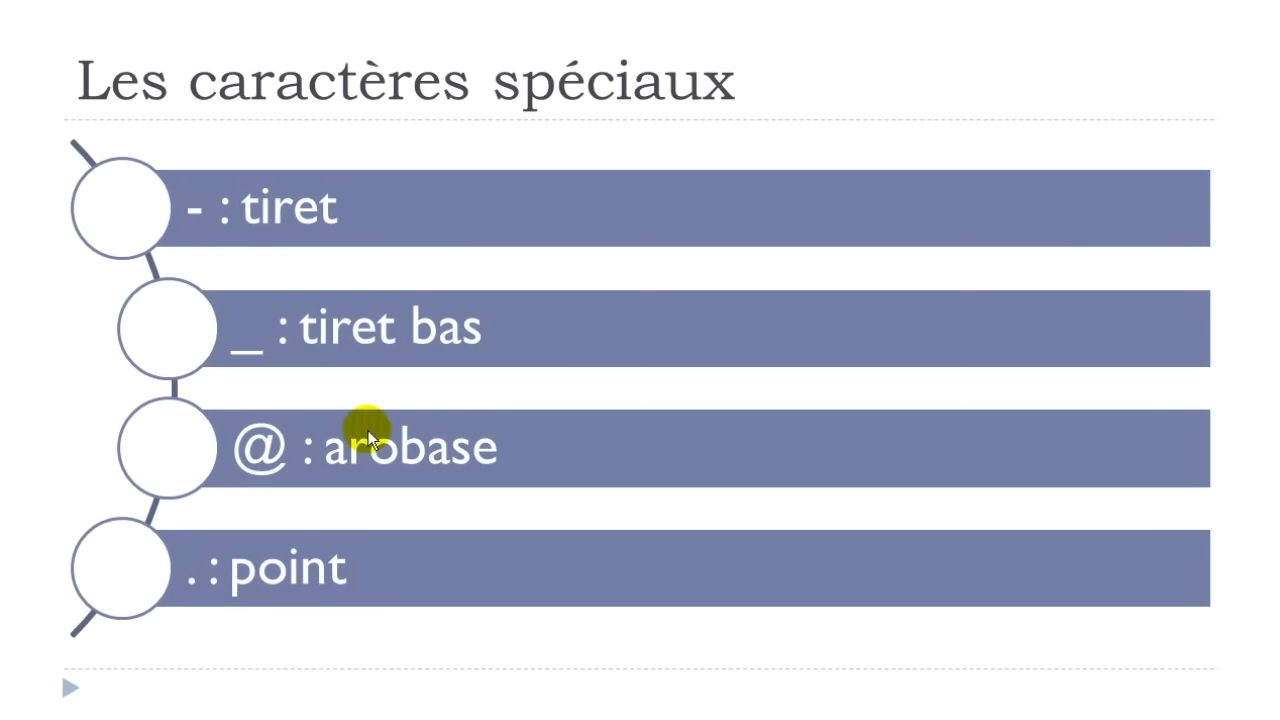 Les caractères spéciaux
- : tiret
_ : tiret bas
@ : arobase
. : point